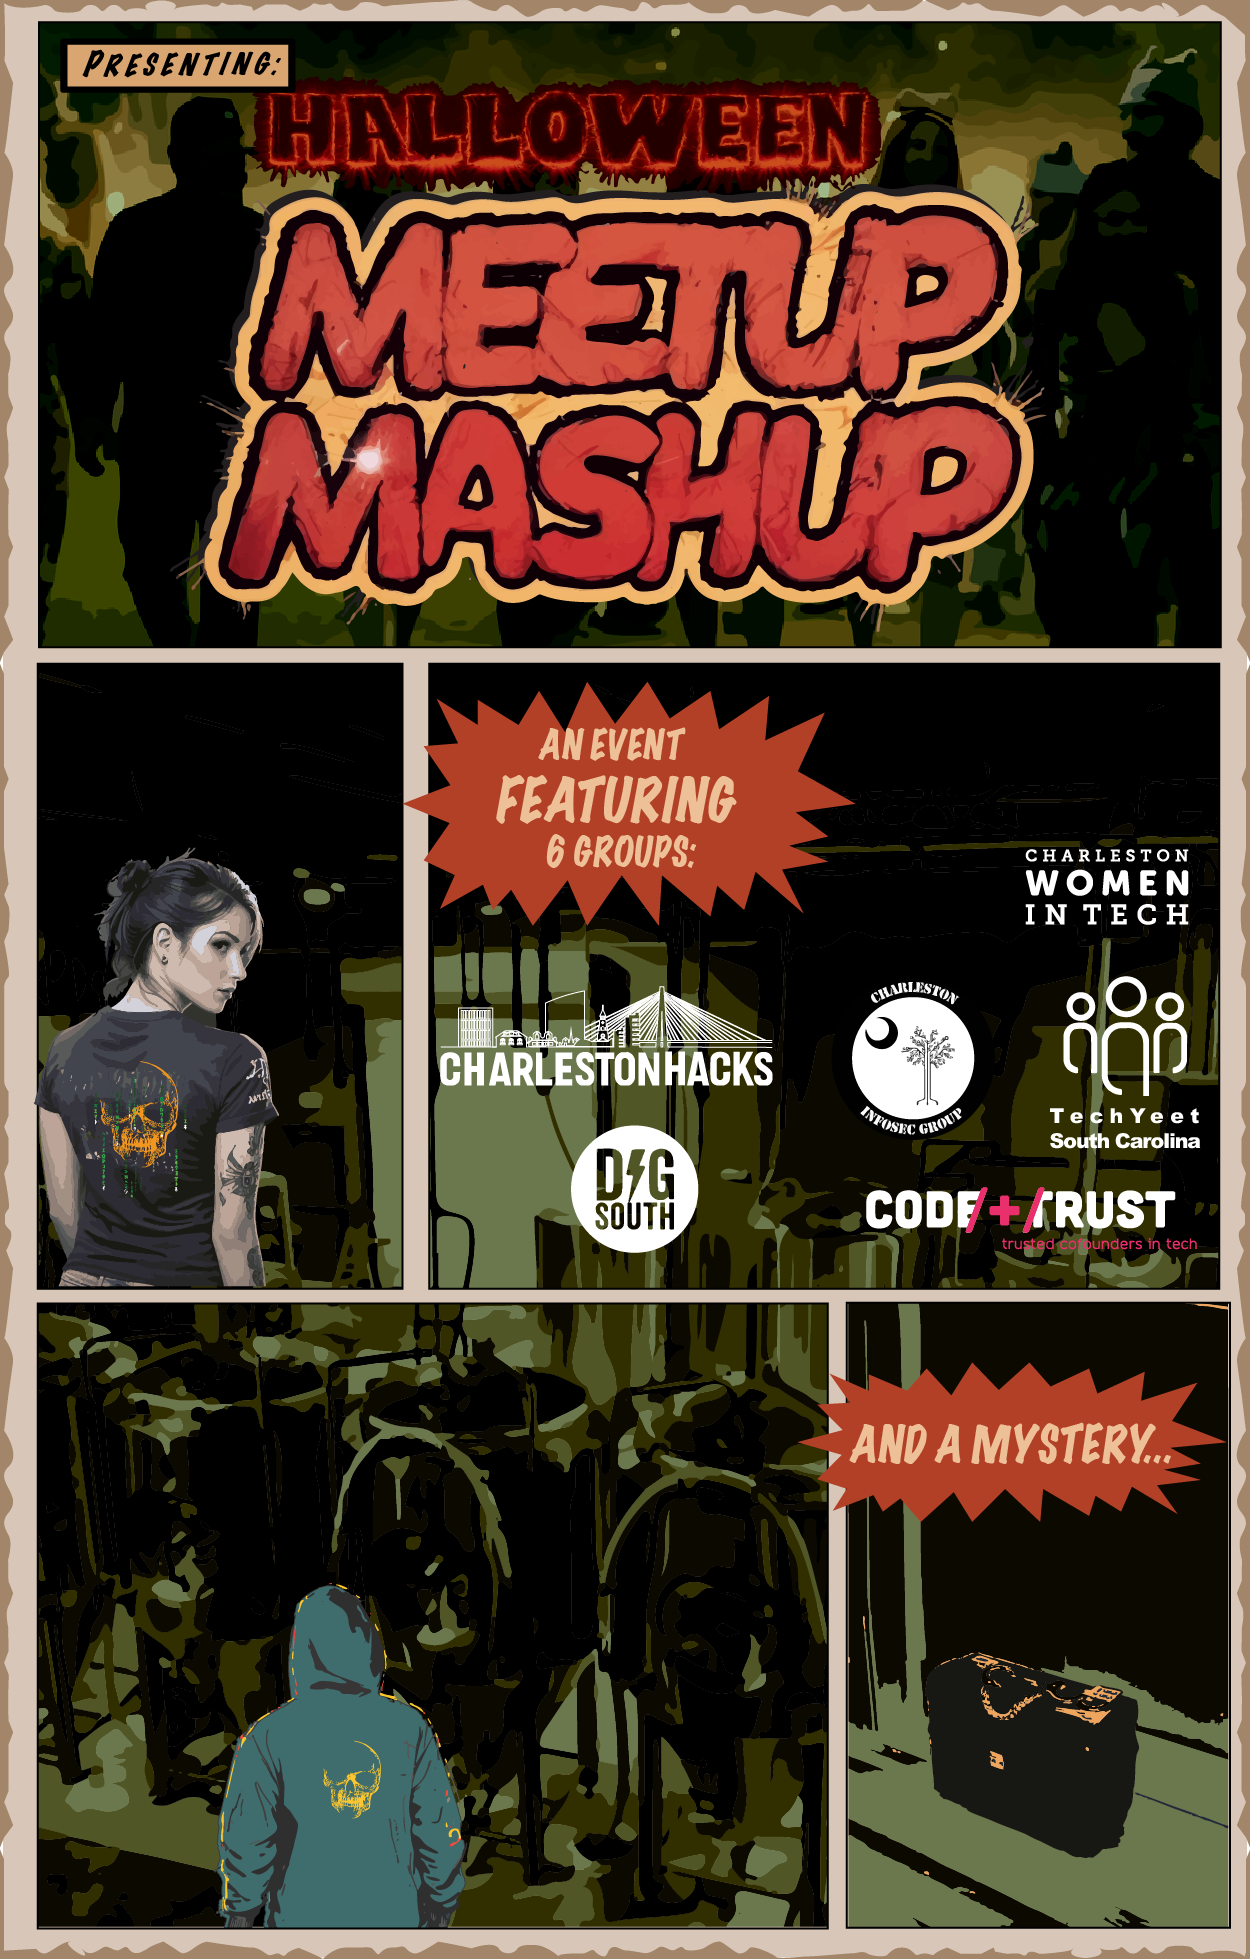 PRESENTING:
HALLOWEEN
MEETUP
MASHUP
AN EVENT
FEATURING
6 GROUPS:
CHARLESTON
WOMEN
IN TECH
CHARLESTONHACKS
CHARLESTON
INFOSEC GROUP
TechYeet
South Carolina
DIG
SOUTH
CODE/+/TRUST
trusted cofounders in tech
AND A MYSTERY...